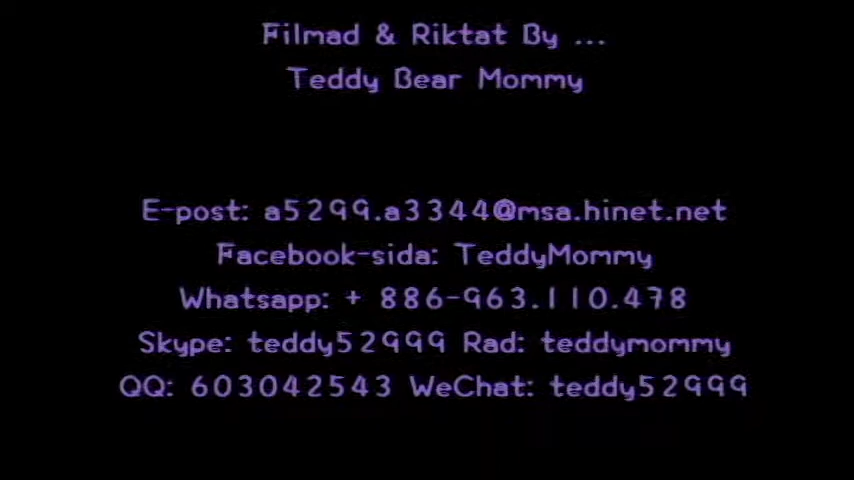 Filmad & Riktat By ...
Teddy Bear Mommy
E-post: a5299.a3344@msa.hinet.net
Facebook-sida: TeddyMommy
Whatsapp: + 886-963.110.478
Skype: teddy52999 Rad: teddymommy
QQ: 603042543 WeChat: teddy52999